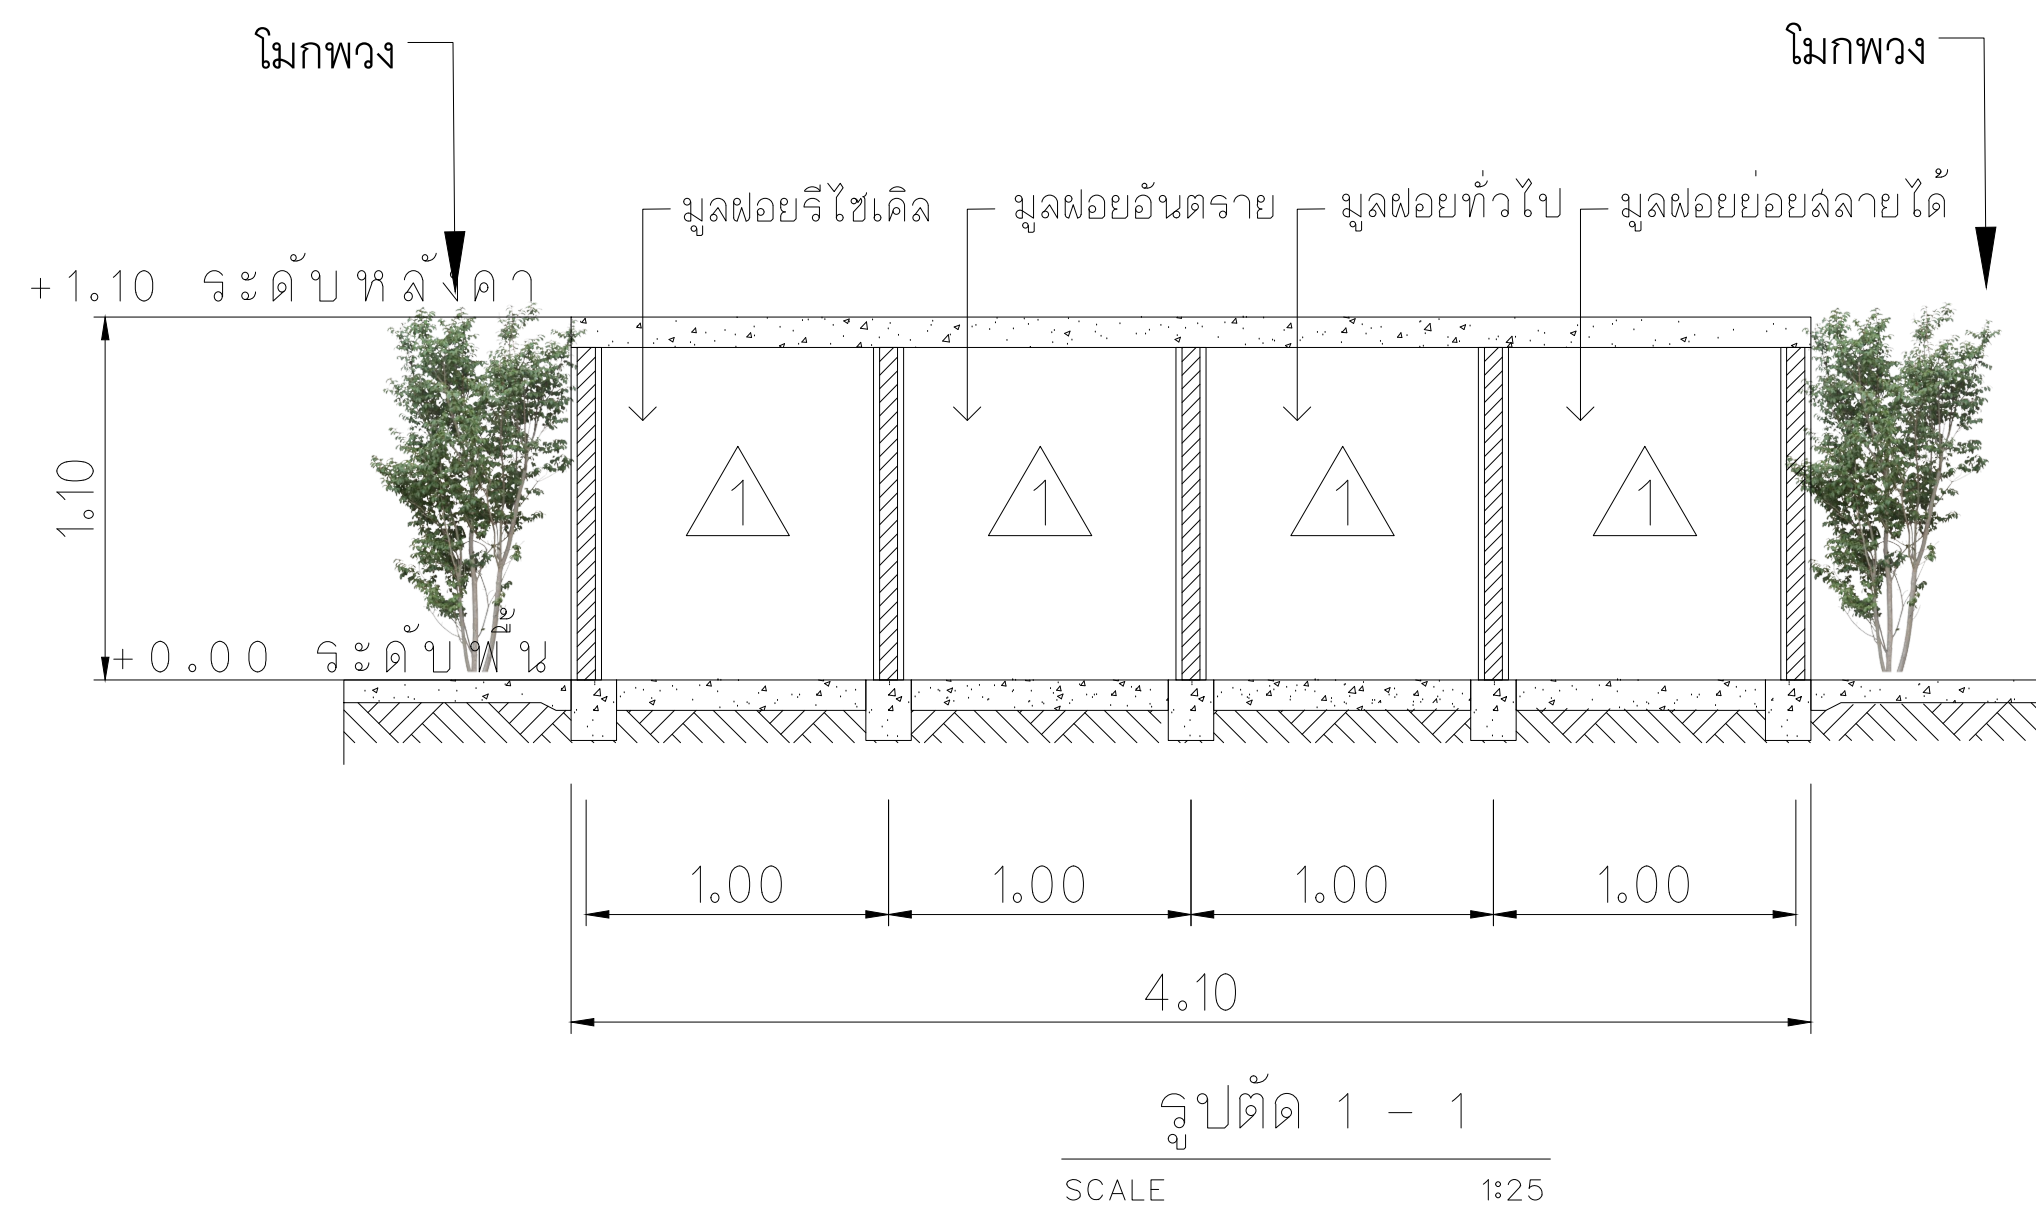 โมกพวง
โมกพวง
มูลฝอยรีไซเคิล
มูลฝอยอันตราย
มูลฝอยทั่วไป
มูลฝอยย่อยสลายได้
+1.10 ระดับหลังคา
1.10
1
1
1
1
+0.00 ระดับพื้น
1.00
1.00
1.00
1.00
4.10
รูปตัด 1 - 1
SCALE 1:25